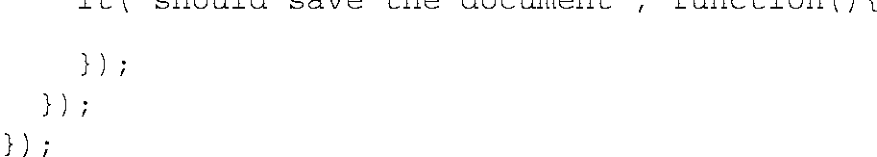 it('should save the document', function(){
});
});
});